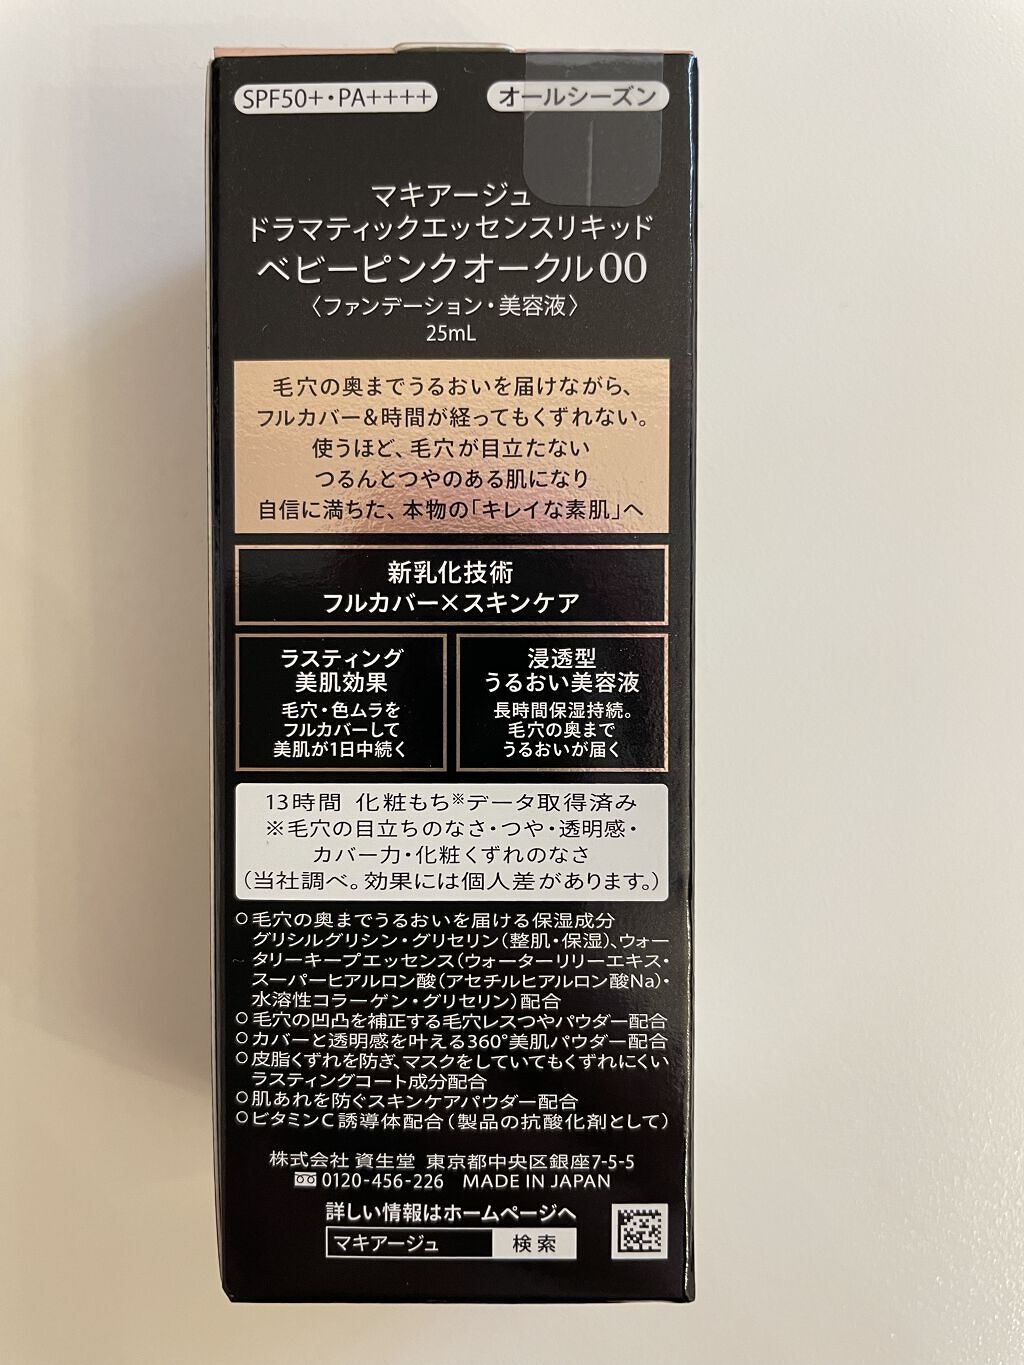 SPF50+・PA++++ オールシーズン
マキアージュ
ドラマティックエッセンスリキッド
ベビーピンクオークル00
〈ファンデーション・美容液〉
25mL
毛穴の奥までうるおいを届けながら、
フルカバー&時間が経ってもくずれない。
使うほど、毛穴が目立たない
つるんとつやのある肌になり
自信に満ちた、本物の「キレイな素肌」へ
新乳化技術
フルカバー×スキンケア
ラスティング
美肌効果
毛穴・色ムラを
フルカバーして
美肌が1日中続く
浸透型
うるおい美容液
長時間保湿持続。
毛穴の奥まで
うるおいが届く
13時間 化粧もち※データ取得済み
※毛穴の目立ちのなさ・つや・透明感・
カバー力・化粧くずれのなさ
(当社調べ。効果には個人差があります。)
○毛穴の奥までうるおいを届ける保湿成分
グリシルグリシン・グリセリン(整肌・保湿)、ウォー
タリーキープエッセンス(ウォーターリリーエキス・
スーパーヒアルロン酸(アセチルヒアルロン酸Na)・
水溶性コラーゲン・グリセリン)配合
○毛穴の凹凸を補正する毛穴レスつやパウダー配合
○カバーと透明感を叶える360°美肌パウダー配合
○皮脂くずれを防ぎ、マスクをしていてもくずれにくい
ラスティングコート成分配合
○肌あれを防ぐスキンケアパウダー配合
○ビタミンC誘導体配合(製品の抗酸化剤として)
株式会社 資生堂 東京都中央区銀座7-5-5
0120-456-226 MADE IN JAPAN
詳しい情報はホームページへ
マキアージュ 検索